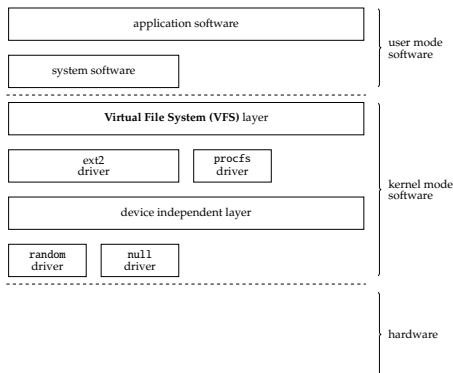 application software
user mode
software
system software
Virtual File System (VFS) layer
ext2
driver
procfs
driver
kernel mode
software
device independent layer
random
driver
null
driver
hardware